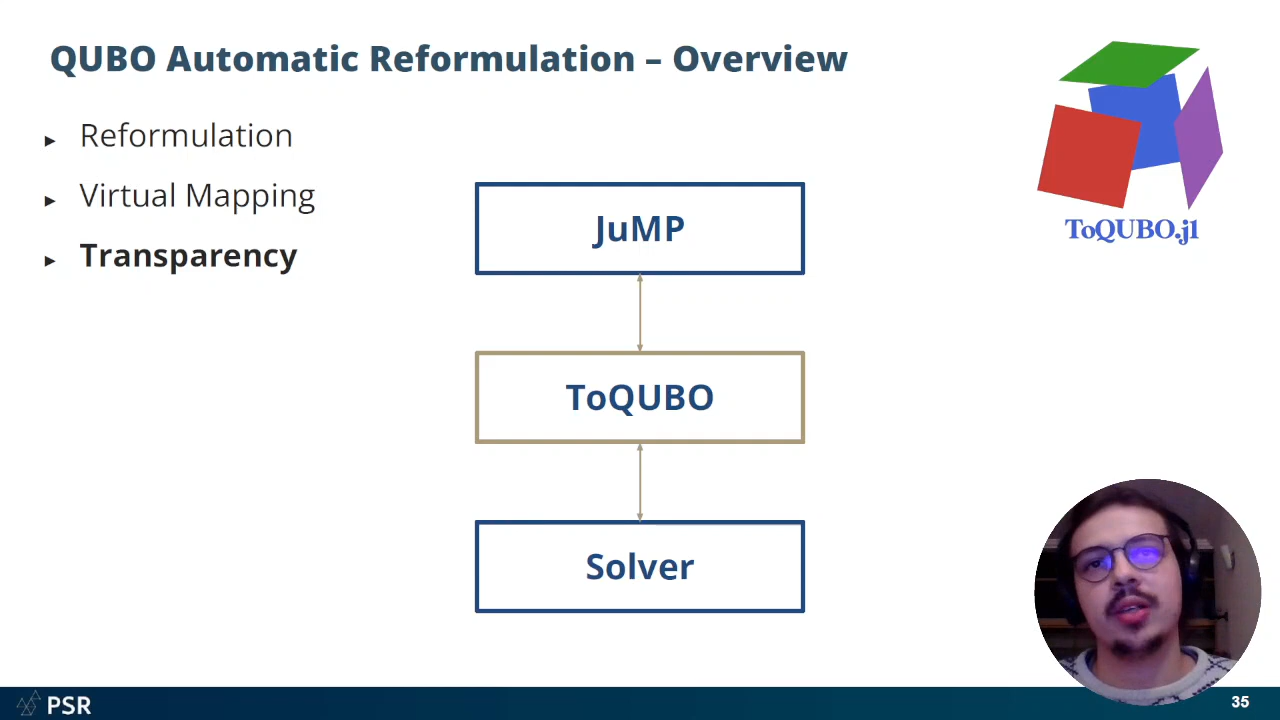 QUBO Automatic Reformulation – Overview
Reformulation
Virtual Mapping
Transparency
JuMP
ToQUBO
Solver
ToQUBO.jl
PSR
35